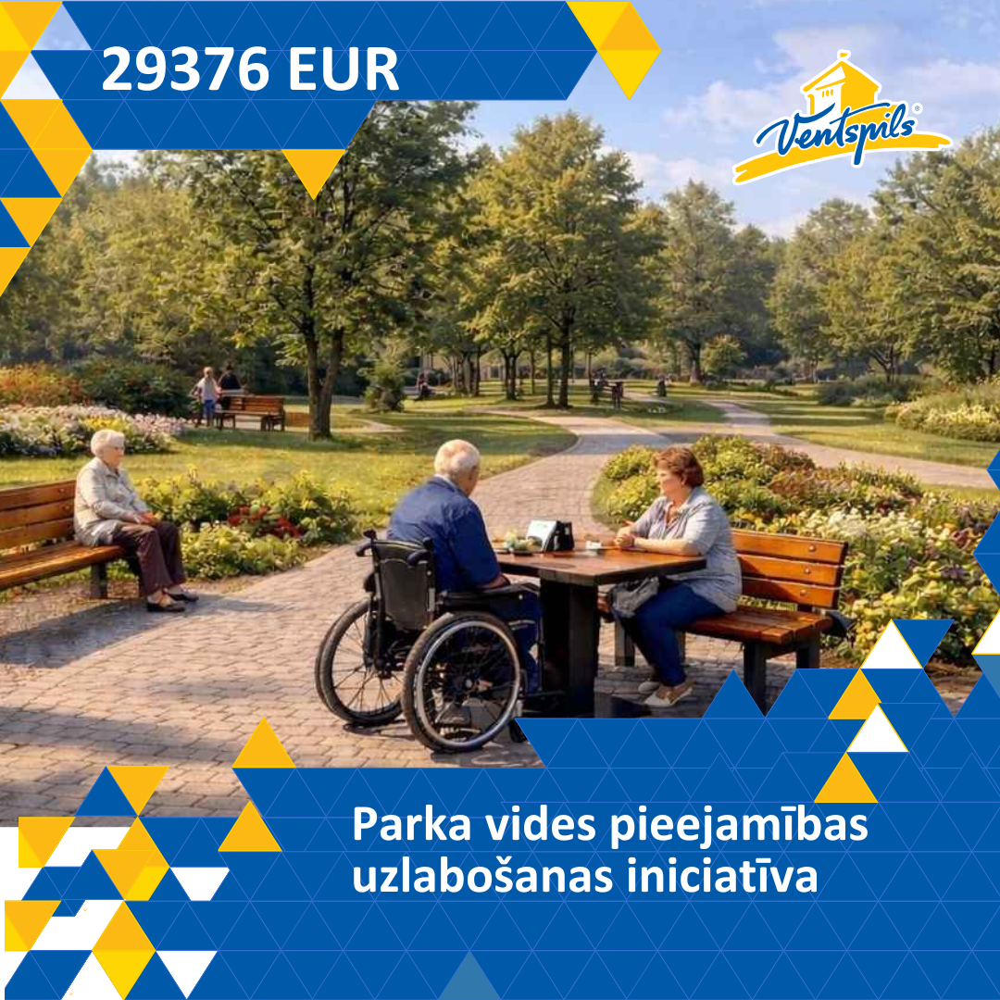 29376 EUR
Ventspils®
Parka vides pieejamības
uzlabošanas iniciatīva